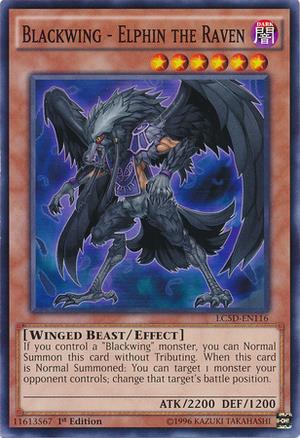 Blackwing - Elphin the Raven
DARK
闇
LC5D-EN116
[Winged Beast/Effect]
If you control a "Blackwing" monster, you can Normal
Summon this card without Tributing. When this card
is Normal Summoned: You can target 1 monster
your opponent controls; change that target's battle position.
ATK/2200 DEF/1200
11613567 1st Edition ©1996 KAZUKI TAKAHASHI